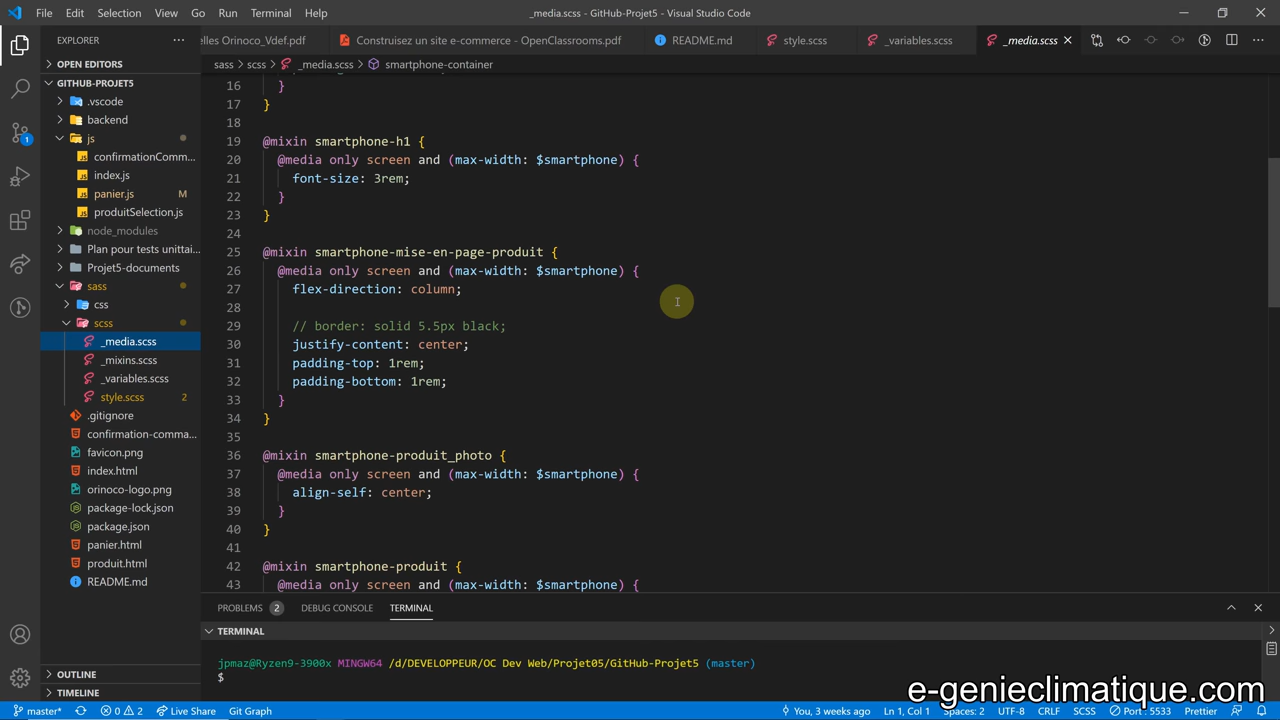 File Edit Selection View Go Run Terminal Help
_media.scss - GitHub-Projet5 - Visual Studio Code
EXPLORER
elles Orinoco_Vdef.pdf
Construisez un site e-commerce - OpenClassrooms.pdf
README.md
style.scss
_variables.scss
_media.scss
OPEN EDITORS
sass > scss > _media.scss > smartphone-container
GITHUB-PROJET5
.vscode
backend
js
confirmationComm...
index.js
panier.js M
produitSelection.js
node_modules
Plan pour tests unittai...
Projet5-documents
sass
css
scss
_media.scss
_mixins.scss
_variables.scss
style.scss 2
.gitignore
confirmation-comma...
favicon.png
index.html
orinoco-logo.png
package-lock.json
package.json
panier.html
produit.html
README.md
OUTLINE
TIMELINE
16 }
17 }
18
19 @mixin smartphone-h1 {
20 @media only screen and (max-width: $smartphone) {
21 font-size: 3rem;
22 }
23 }
24
25 @mixin smartphone-mise-en-page-produit {
26 @media only screen and (max-width: $smartphone) {
27 flex-direction: column;
28
29 // border: solid 5.5px black;
30 justify-content: center;
31 padding-top: 1rem;
32 padding-bottom: 1rem;
33 }
34 }
35
36 @mixin smartphone-produit_photo {
37 @media only screen and (max-width: $smartphone) {
38 align-self: center;
39 }
40 }
41
42 @mixin smartphone-produit {
43 @media only screen and (max-width: $smartphone) {
PROBLEMS 2 DEBUG CONSOLE TERMINAL
TERMINAL
jpmaz@Ryzen9-3900x MINGW64 /d/DEVELOPPEUR/OC Dev Web/Projet05/GitHub-Projet5 (master)
$
e-genieclimatique.com
master* 0 2 Live Share Git Graph
You, 3 weeks ago Ln 1, Col 1 Spaces: 2 UTF-8 CRLF SCSS Port : 5533 Prettier